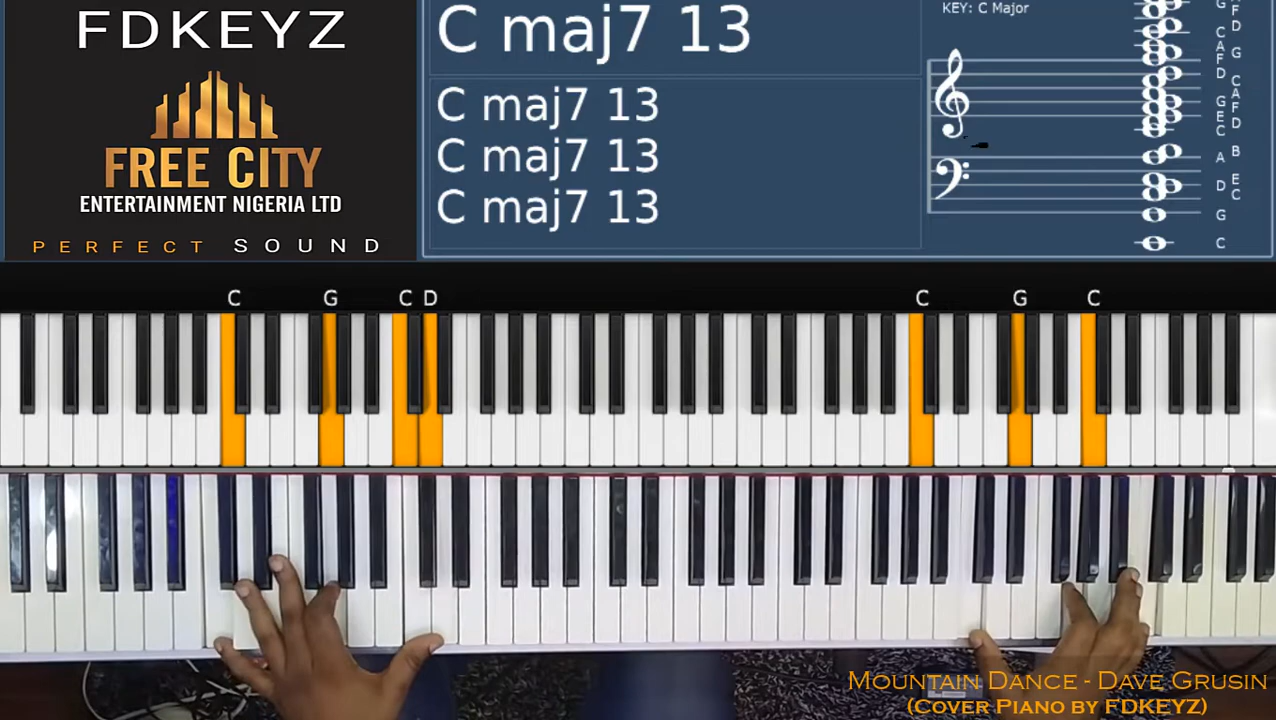 FDKEYZ
FREE CITY
ENTERTAINMENT NIGERIA LTD
PERFECT SOUND
C maj7 13
C maj7 13
C maj7 13
C maj7 13
KEY: C Major
C G C D C G C
MOUNTAIN DANCE - DAVE GRUSIN
(COVER PIANO BY FDKEYZ)